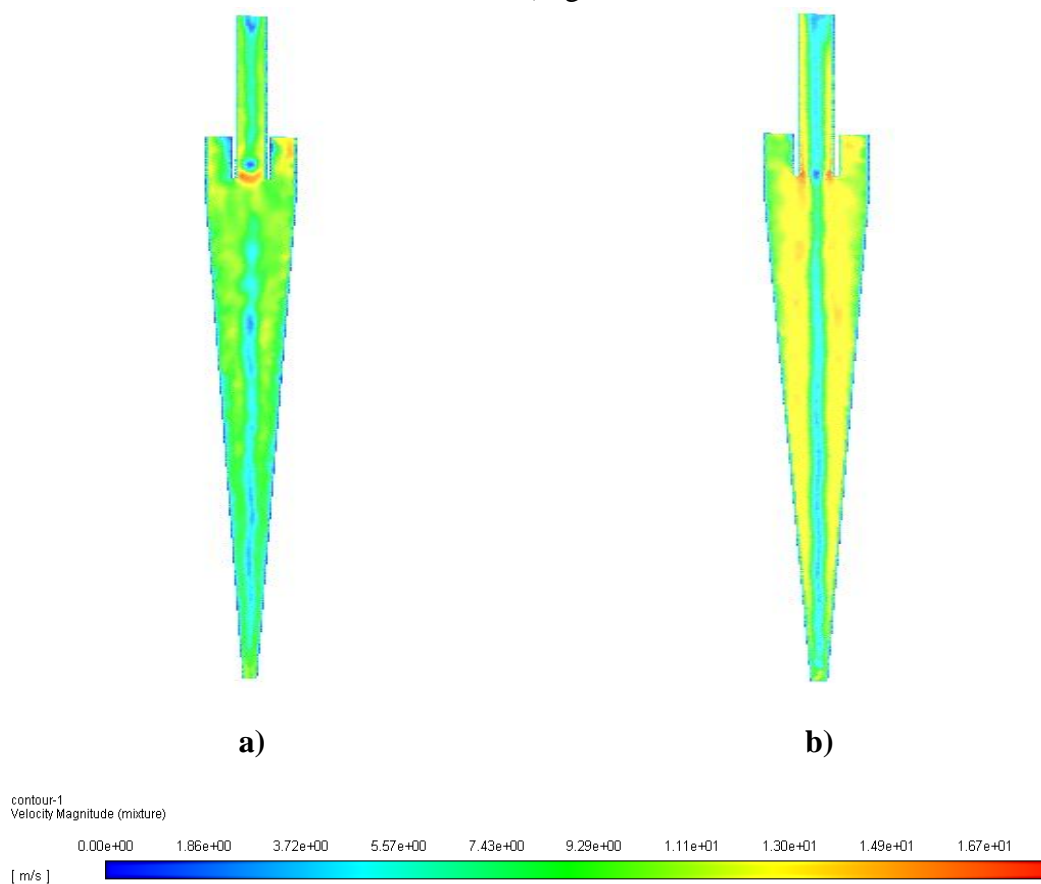 a)
b)
contour-1
Velocity Magnitude (mixture)
0.00e+00 1.86e+00 3.72e+00 5.57e+00 7.43e+00 9.29e+00 1.11e+01 1.30e+01 1.49e+01 1.67e+01
[ m/s ]